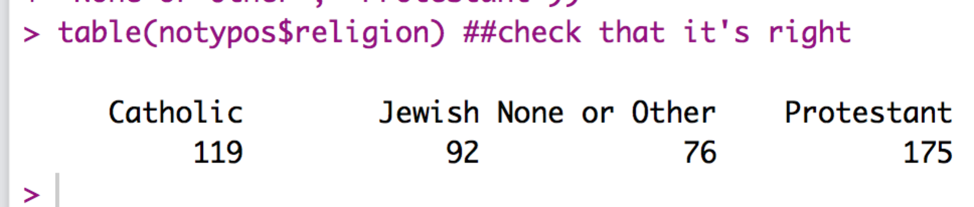 > table(notypos$religion) ##check that it's right
Catholic Jewish None or Other Protestant
119 92 76 175
>